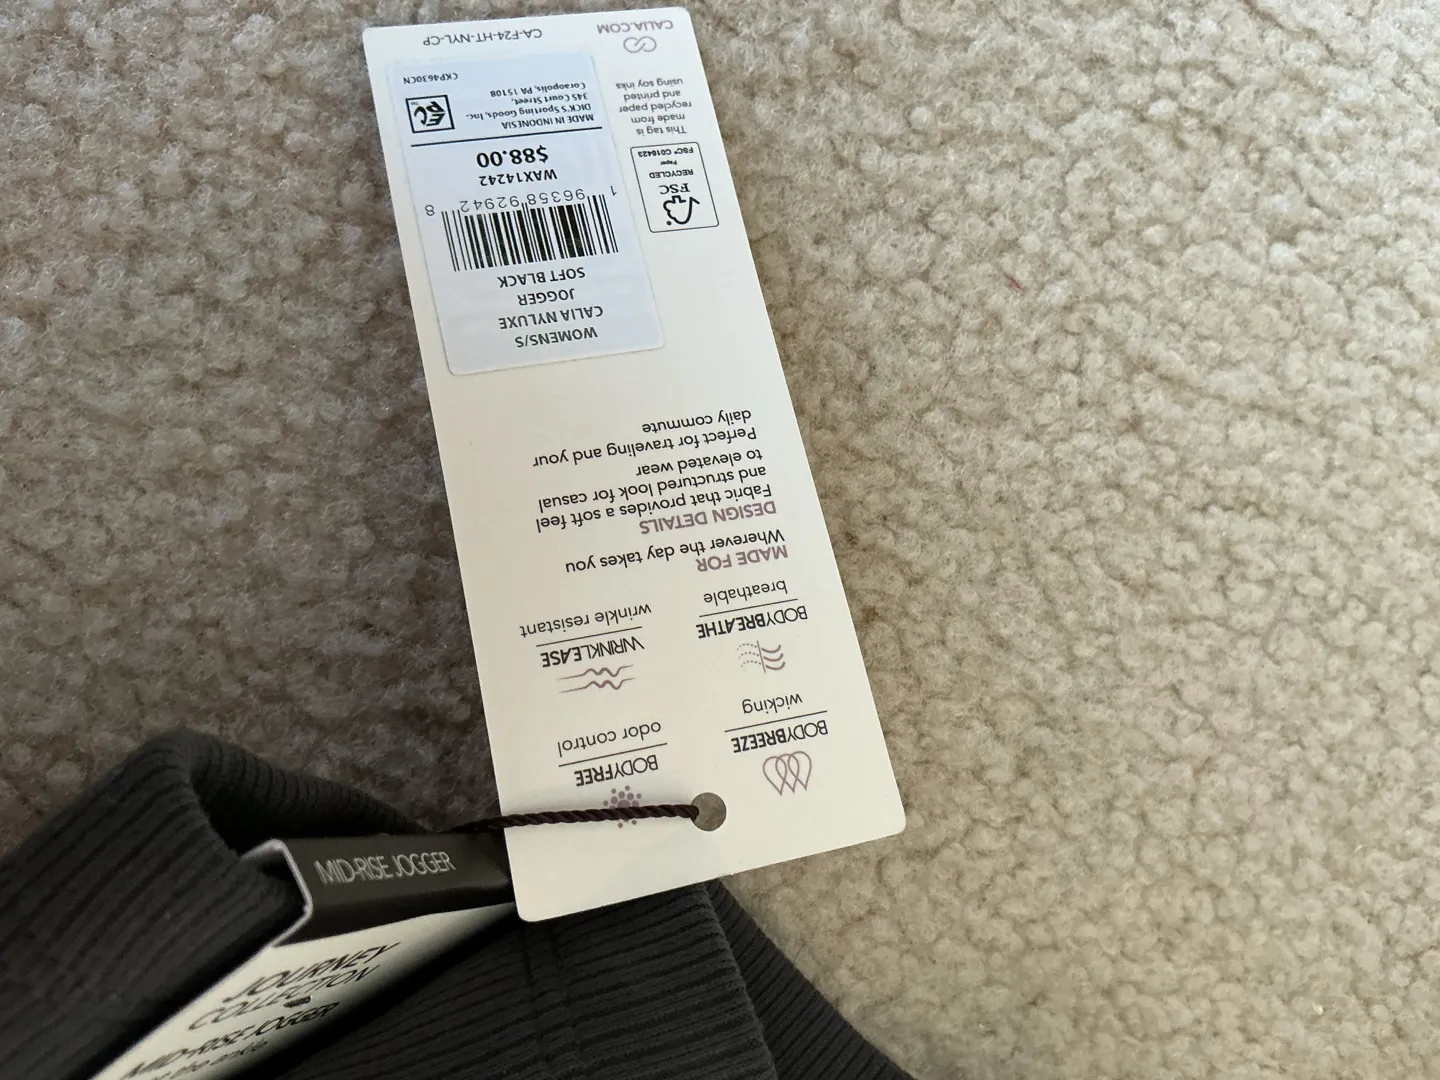 BODYBREEZE
wicking
BODYFREE
odor control
BODYBREATHE
breathable
WRINKLEASE
wrinkle resistant
MADE FOR
Wherever the day takes you
DESIGN DETAILS
Fabric that provides a soft feel
and structured look for casual
to elevated wear
Perfect for traveling and your
daily commute
WOMENS/S
CALIA NYLUXE
JOGGER
SOFT BLACK
1 96358 92942 8
WAX14242
$88.00
MADE IN INDONESIA
DICK'S Sporting Goods, Inc.
345 Court Street,
Coraopolis, PA 15108
EPC
CKP4630CN
FSC
RECYCLED
Paper
FSC® C016423
This tag is
made from
recycled paper
and printed
using soy inks
CALIA.COM
CA-F24-HT-NYL-CP
MID-RISE JOGGER
JOURNEY
COLLECTION
MID-RISE JOGGER
the ankle